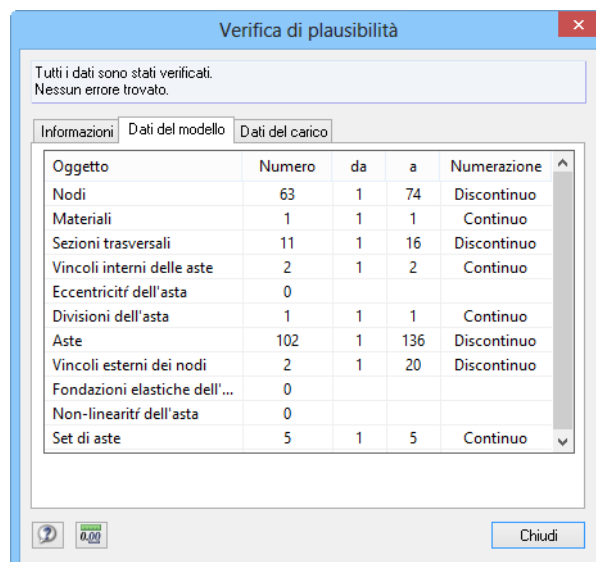 Verifica di plausibilità
Tutti i dati sono stati verificati.
Nessun errore trovato.
Informazioni Dati del modello Dati del carico
Oggetto Numero da a Numerazione
Nodi 63 1 74 Discontinuo
Materiali 1 1 1 Continuo
Sezioni trasversali 11 1 16 Discontinuo
Vincoli interni delle aste 2 1 2 Continuo
Eccentricitŕ dell'asta 0
Divisioni dell'asta 1 1 1 Continuo
Aste 102 1 136 Discontinuo
Vincoli esterni dei nodi 2 1 20 Discontinuo
Fondazioni elastiche dell'... 0
Non-linearitŕ dell'asta 0
Set di aste 5 1 5 Continuo
0.00 Chiudi